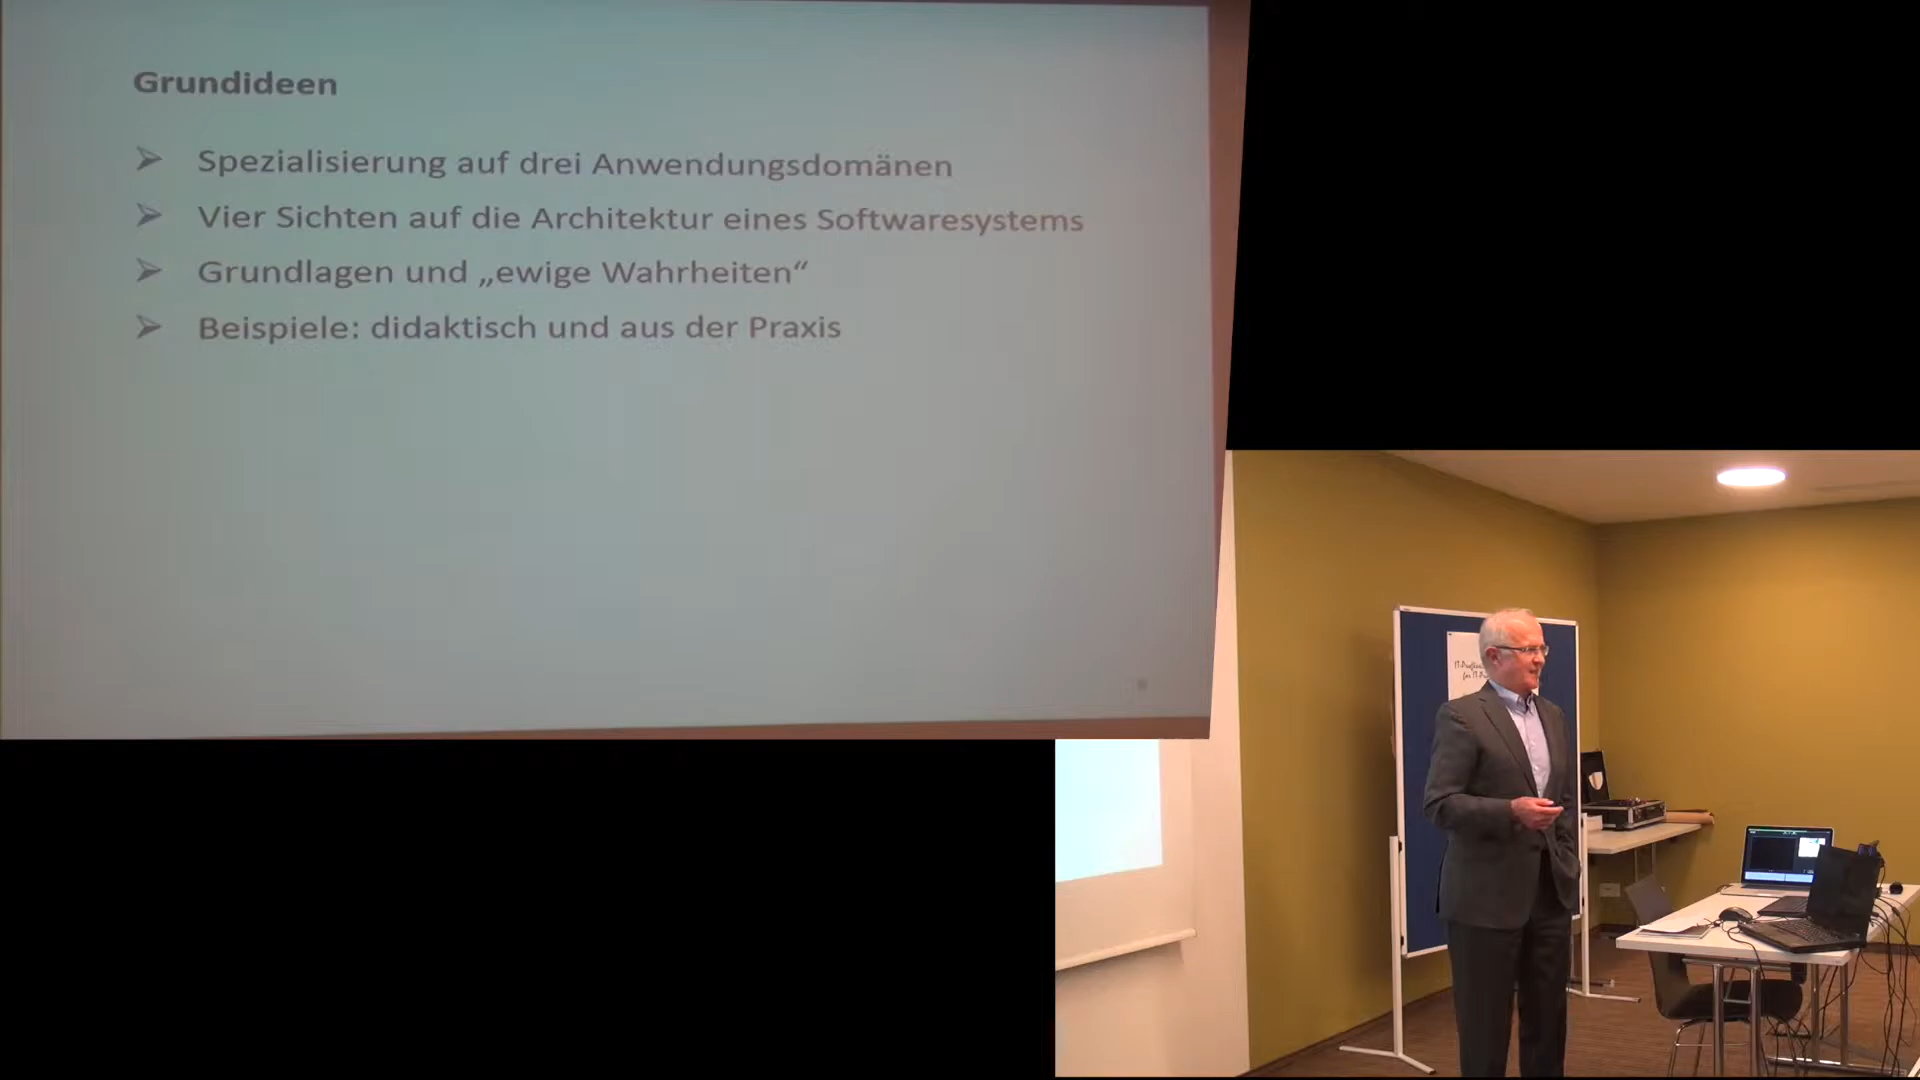 Grundideen
Spezialisierung auf drei Anwendungsdomänen
Vier Sichten auf die Architektur eines Softwaresystems
Grundlagen und „ewige Wahrheiten“
Beispiele: didaktisch und aus der Praxis